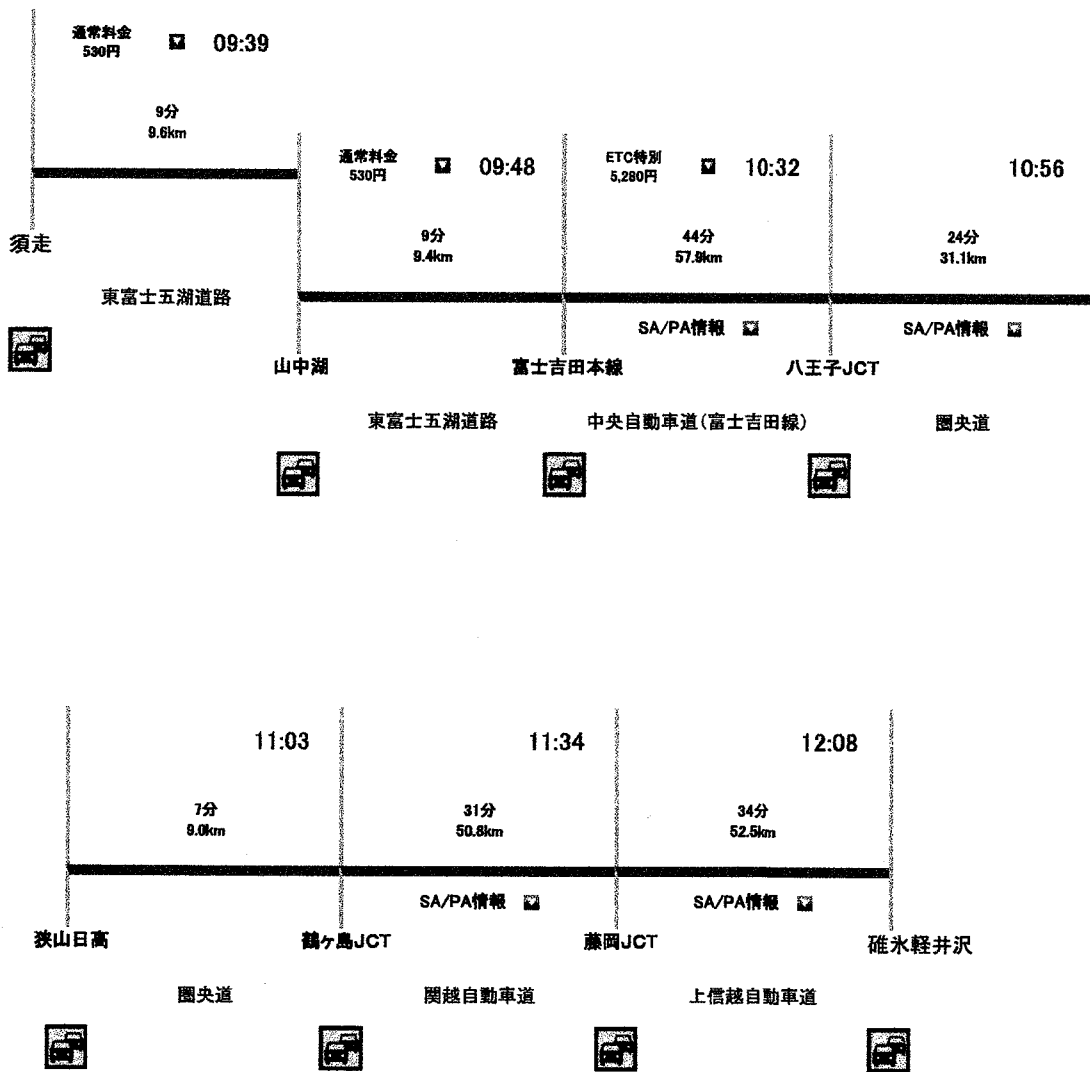 通常料金
530円
09:39
9分
9.6km
須走
東富士五湖道路
通常料金
530円
09:48
9分
9.4km
山中湖
東富士五湖道路
ETC特別
5,280円
10:32
44分
57.9km
SA/PA情報
富士吉田本線
中央自動車道(富士吉田線)
10:56
24分
31.1km
SA/PA情報
八王子JCT
圏央道
11:03
7分
9.0km
狭山日高
圏央道
11:34
31分
50.8km
SA/PA情報
鶴ヶ島JCT
関越自動車道
12:08
34分
52.5km
SA/PA情報
藤岡JCT
上信越自動車道
碓氷軽井沢